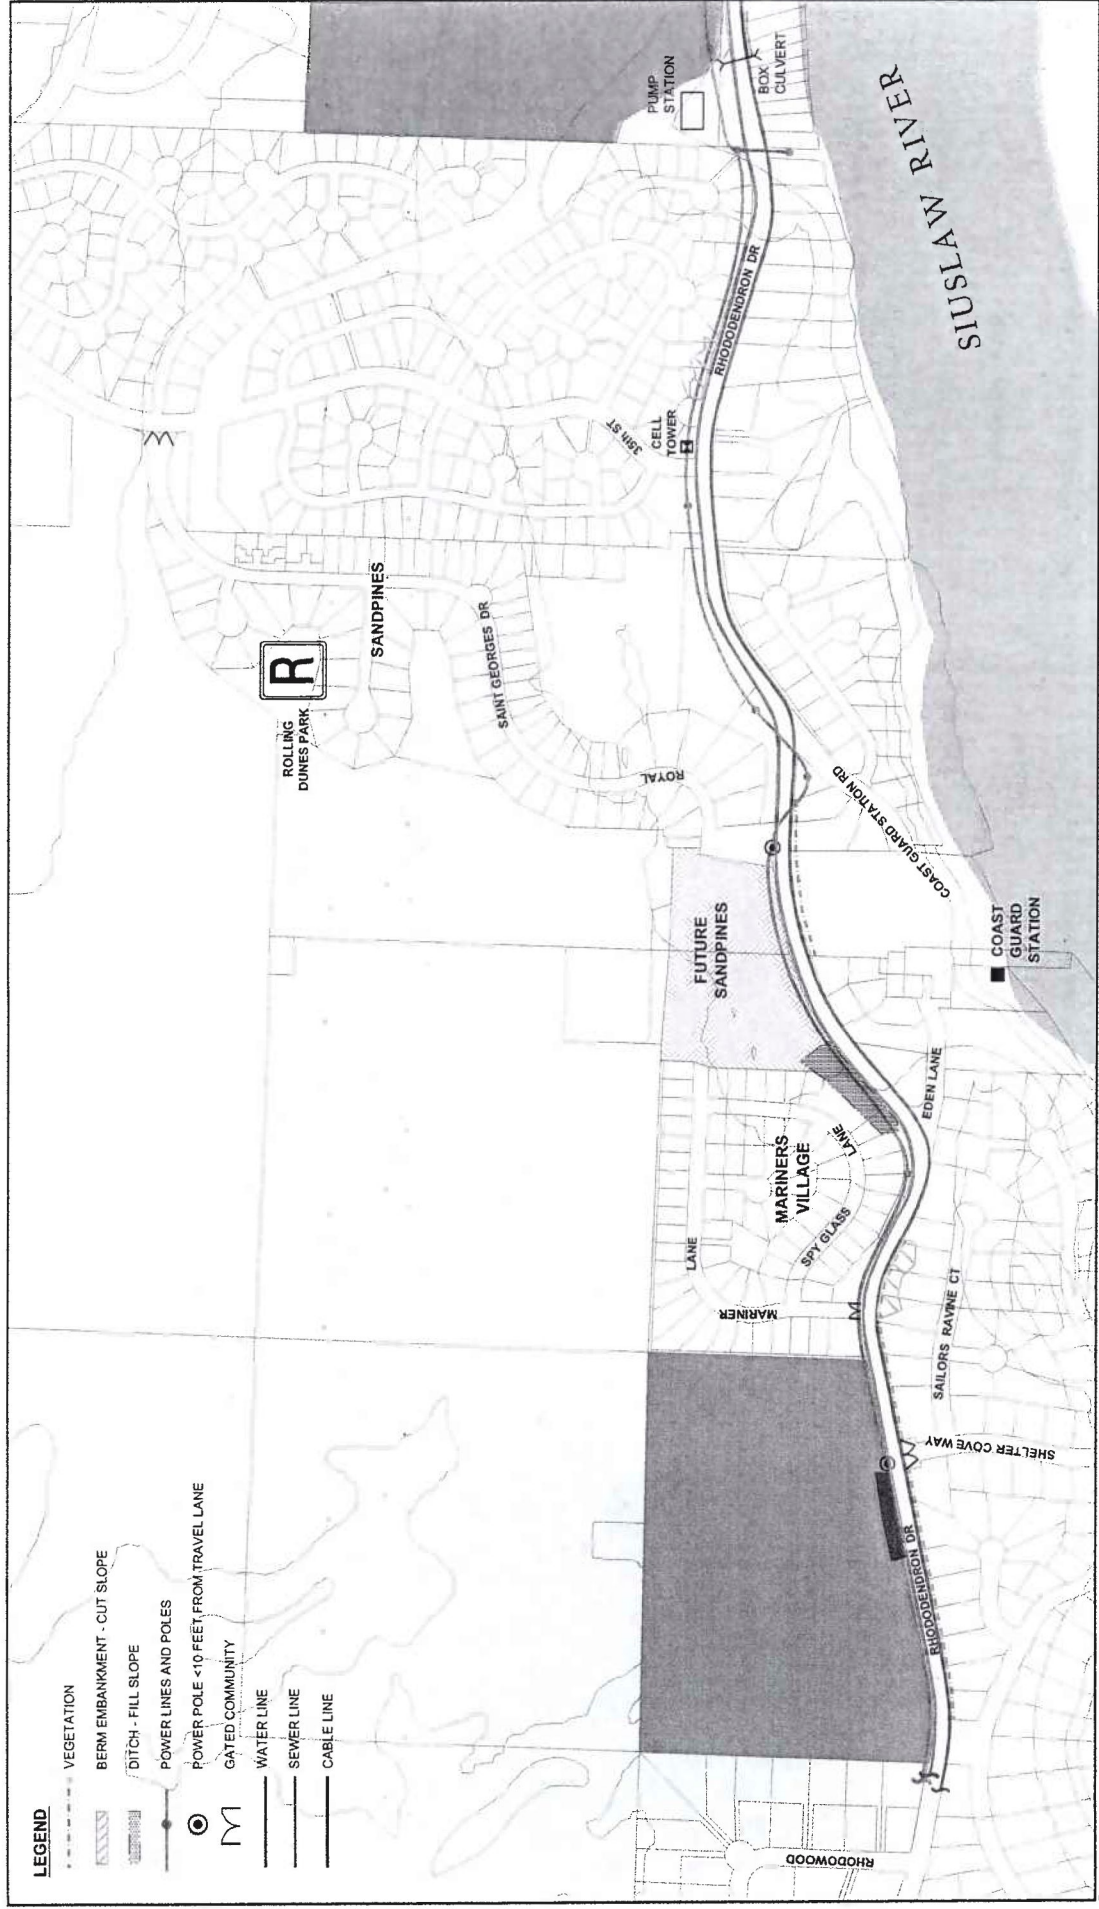 LEGEND
VEGETATION
BERM EMBANKMENT - CUT SLOPE
DITCH - FILL SLOPE
POWER LINES AND POLES
POWER POLE <10 FEET FROM TRAVEL LANE
GATED COMMUNITY
WATER LINE
SEWER LINE
CABLE LINE
R
ROLLING
DUNES PARK
SANDPINES
SAINT GEORGES DR
ROYAL
35th ST
CELL
TOWER
PUMP
STATION
BOX
CULVERT
RHODODENDRON DR
SIUSLAW RIVER
COAST GUARD STATION RD
COAST
GUARD
STATION
FUTURE
SANDPINES
EDEN LANE
MARINERS
VILLAGE
LANE
SPY GLASS
LANE
MARINER
SAILORS RAVINE CT
SHELTER COVE WAY
RHODODENDRON DR
RHODOWOOD